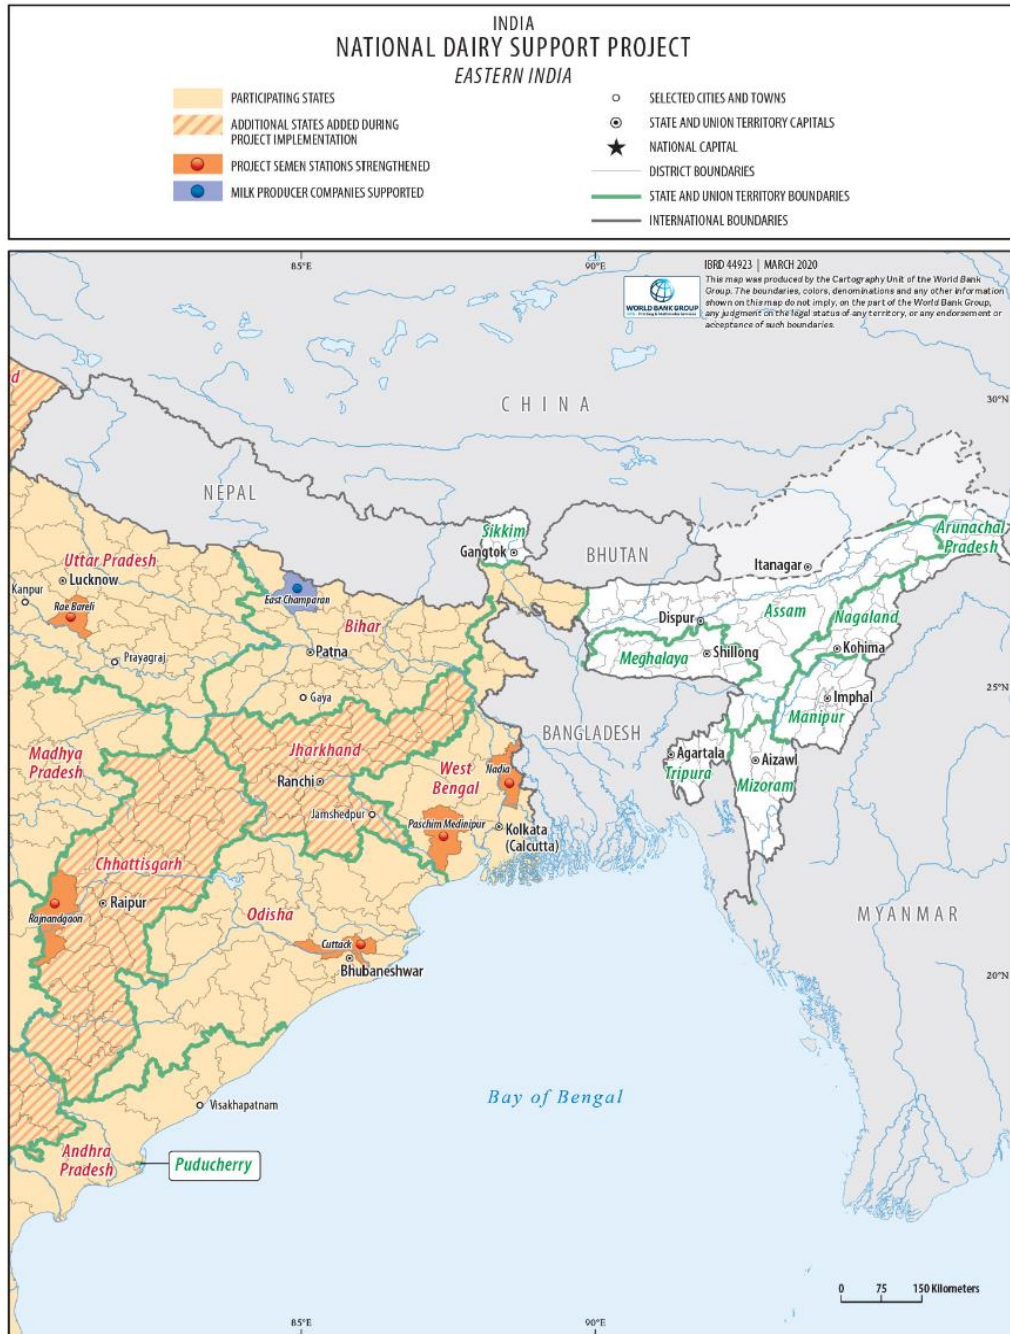 INDIA
NATIONAL DAIRY SUPPORT PROJECT
EASTERN INDIA
PARTICIPATING STATES
ADDITIONAL STATES ADDED DURING
PROJECT IMPLEMENTATION
PROJECT SEMEN STATIONS STRENGTHENED
MILK PRODUCER COMPANIES SUPPORTED
SELECTED CITIES AND TOWNS
STATE AND UNION TERRITORY CAPITALS
NATIONAL CAPITAL
DISTRICT BOUNDARIES
STATE AND UNION TERRITORY BOUNDARIES
INTERNATIONAL BOUNDARIES
85°E
90°E
IBRD 44923 | MARCH 2020
This map was produced by the Cartography Unit of the World Bank
Group. The boundaries, colors, denominations and any other information
shown on this map do not imply, on the part of the World Bank Group,
any judgment on the legal status of any territory, or any endorsement or
acceptance of such boundaries.
WORLD BANK GROUP
d
30°N
CHINA
NEPAL
Sikkim
Gangtok
BHUTAN
Arunachal
Pradesh
Itanagar
Uttar Pradesh
Lucknow
Kanpur
Rae Bareli
East Champaran
Bihar
Patna
Prayagraj
Gaya
Dispur
Assam
Nagaland
Kohima
Meghalaya
Shillong
25°N
Imphal
Manipur
BANGLADESH
Madhya
Pradesh
Jharkhand
Ranchi
Jamshedpur
West
Bengal
Nadia
Paschim Medinipur
Kolkata
(Calcutta)
Agartala
Tripura
Aizawl
Mizoram
Chhattisgarh
Raipur
Rajnandgaon
Odisha
Cuttack
Bhubaneshwar
MYANMAR
20°N
Visakhapatnam
Bay of Bengal
Andhra
Pradesh
Puducherry
0 75 150 Kilometers
85°E
90°E